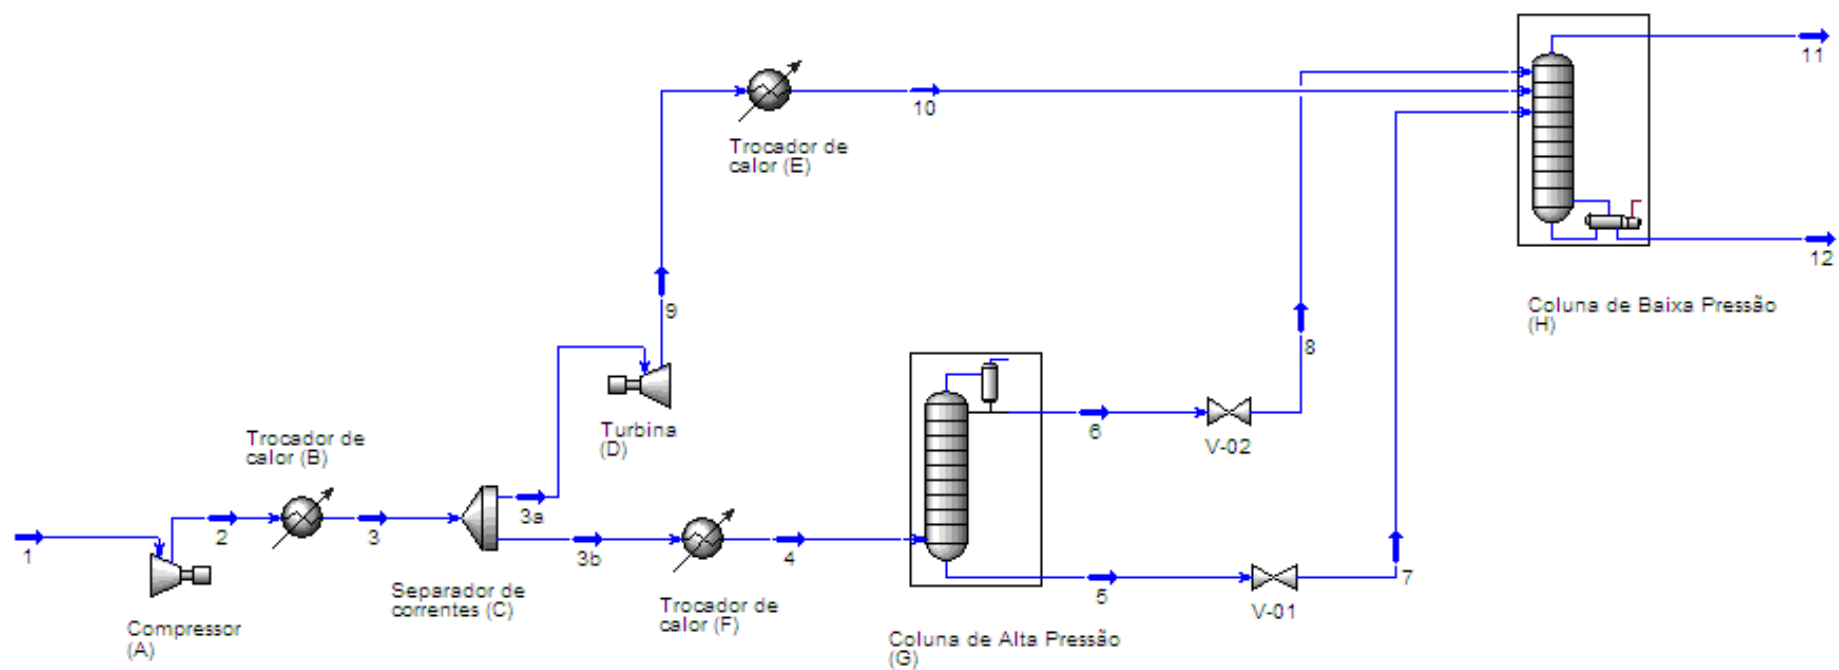 11
Trocador de
calor (E)
10
12
Coluna de Baixa Pressão
(H)
9
8
Turbina
(D)
6
V-02
Trocador de
calor (B)
1
2
3
3a
3b
4
5
7
V-01
Separador de
correntes (C)
Trocador de
calor (F)
Compressor
(A)
Coluna de Alta Pressão
(G)